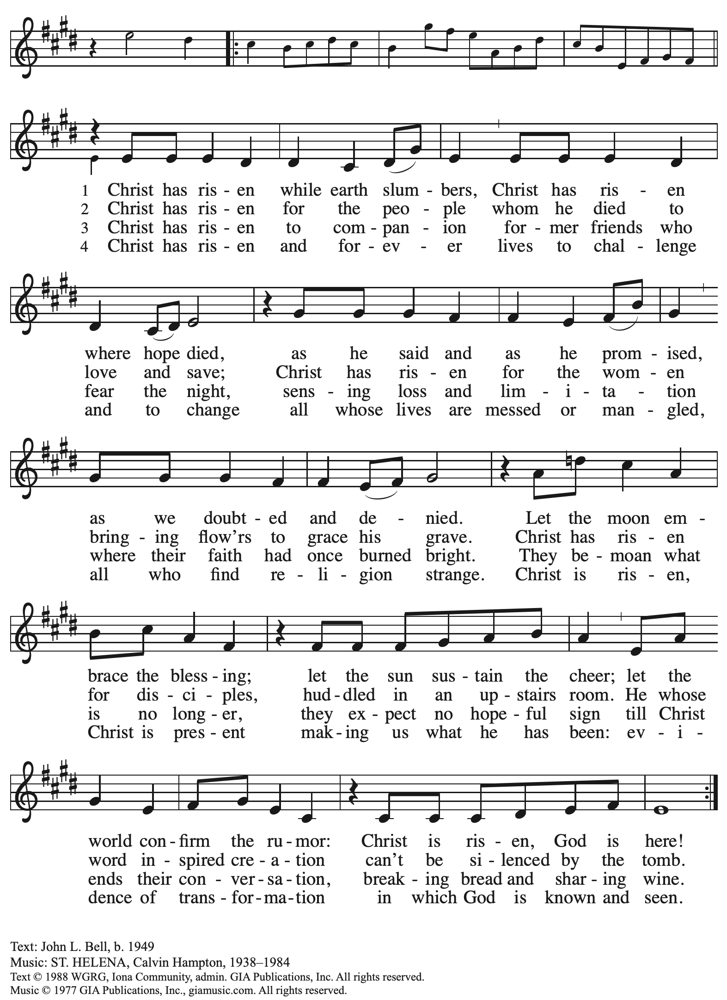 1 Christ has ris - en while earth slum - bers, Christ has ris - en
2 Christ has ris - en for the peo - ple whom he died to
3 Christ has ris - en to com - pan - ion for - mer friends who
4 Christ has ris - en and for - ev - er lives to chal - lenge
where hope died, as he said and as he prom - ised,
love and save; Christ has ris - en for the wom - en
fear the night, sens - ing loss and lim - i - ta - tion
and to change all whose lives are messed or man - gled,
as we doubt - ed and de - nied. Let the moon em -
bring - ing flow’rs to grace his grave. Christ has ris - en
where their faith had once burned bright. They be - moan what
all who find re - li - gion strange. Christ is ris - en,
brace the bless - ing; let the sun sus - tain the cheer; let the
for dis - ci - ples, hud - dled in an up - stairs room. He whose
is no long - er, they ex - pect no hope - ful sign till Christ
Christ is pres - ent mak - ing us what he has been: ev - i -
world con - firm the ru - mor: Christ is ris - en, God is here!
word in - spired cre - a - tion can’t be si - lenced by the tomb.
ends their con - ver - sa - tion, break - ing bread and shar - ing wine.
dence of trans - for - ma - tion in which God is known and seen.
Text: John L. Bell, b. 1949
Music: ST. HELENA, Calvin Hampton, 1938–1984
Text © 1988 WGRG, Iona Community, admin. GIA Publications, Inc. All rights reserved.
Music © 1977 GIA Publications, Inc., giamusic.com. All rights reserved.